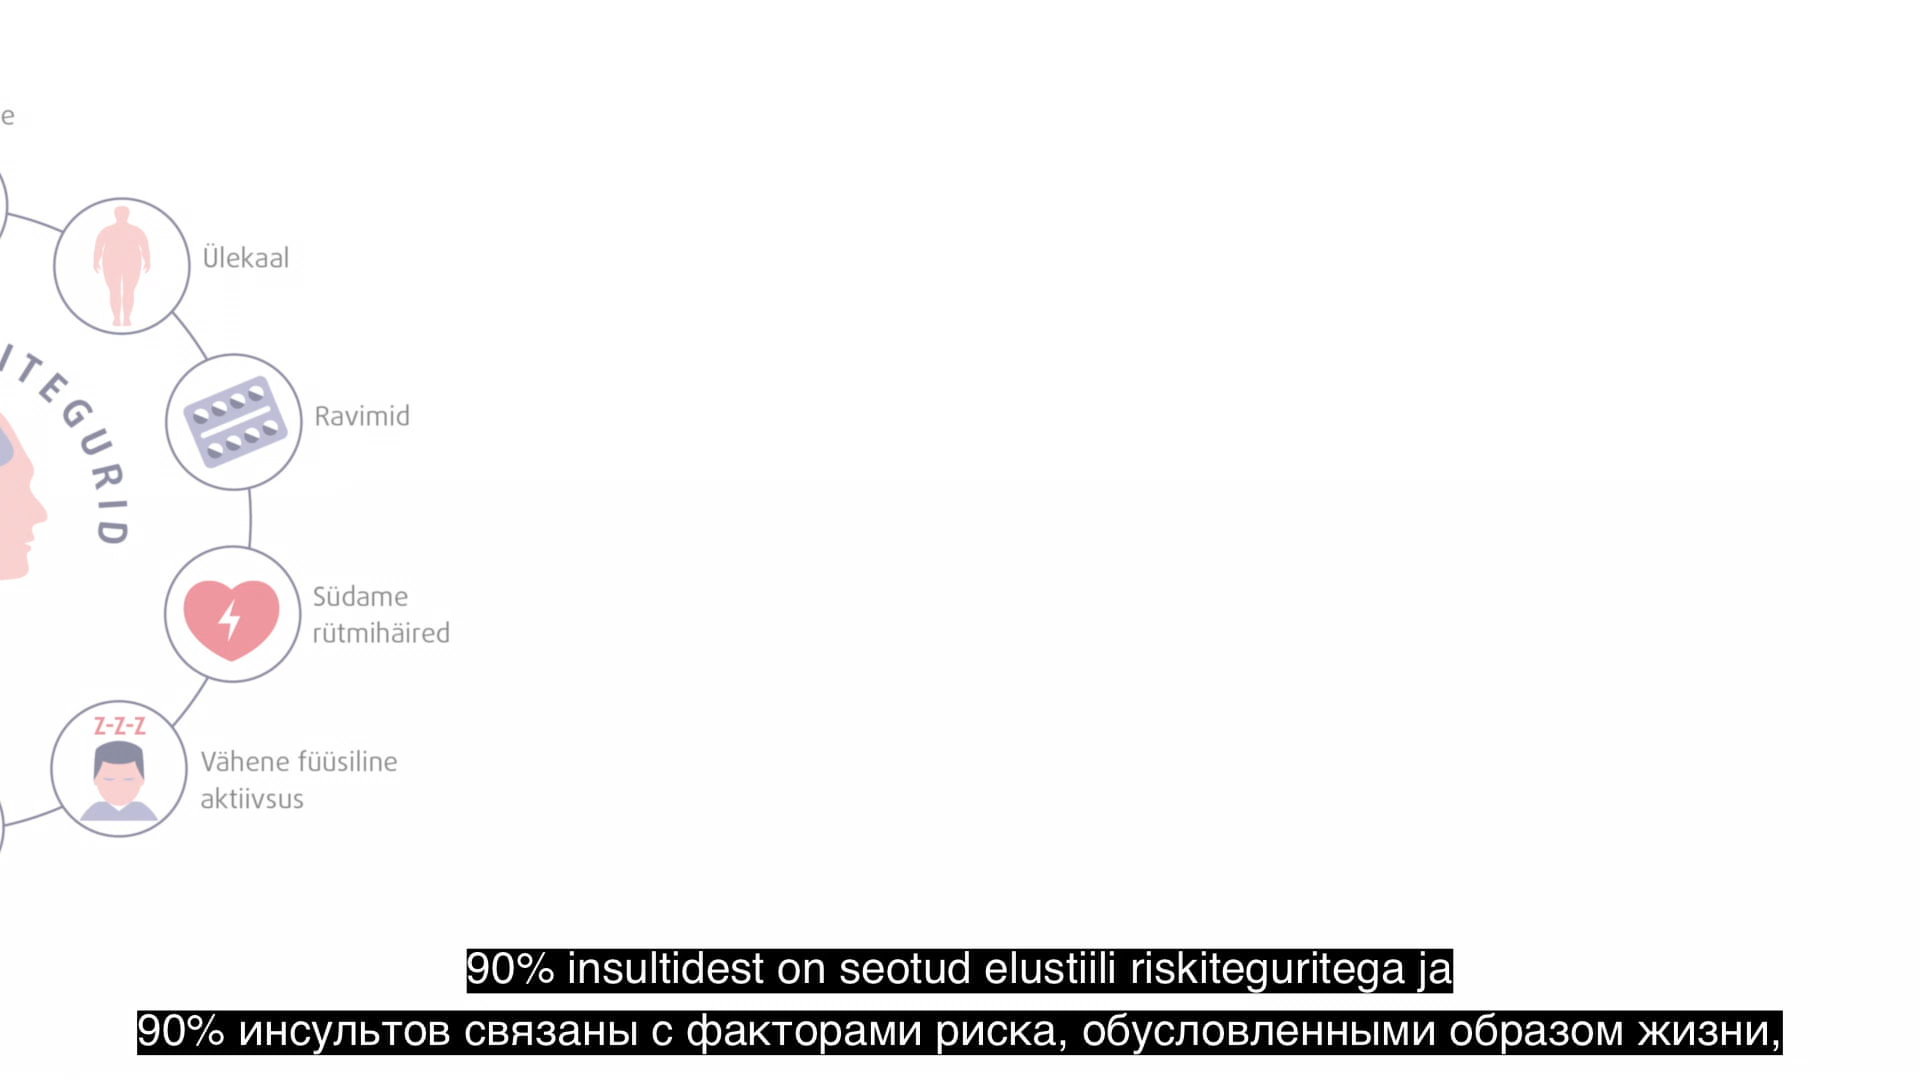 e
Ülekaal
ITEGURID
Ravimid
Südame
rütmihäired
Z-Z-Z
Vähene füüsiline
aktiivsus
90% insultidest on seotud elustiili riskiteguritega ja
90% инсультов связаны с факторами риска, обусловленными образом жизни,